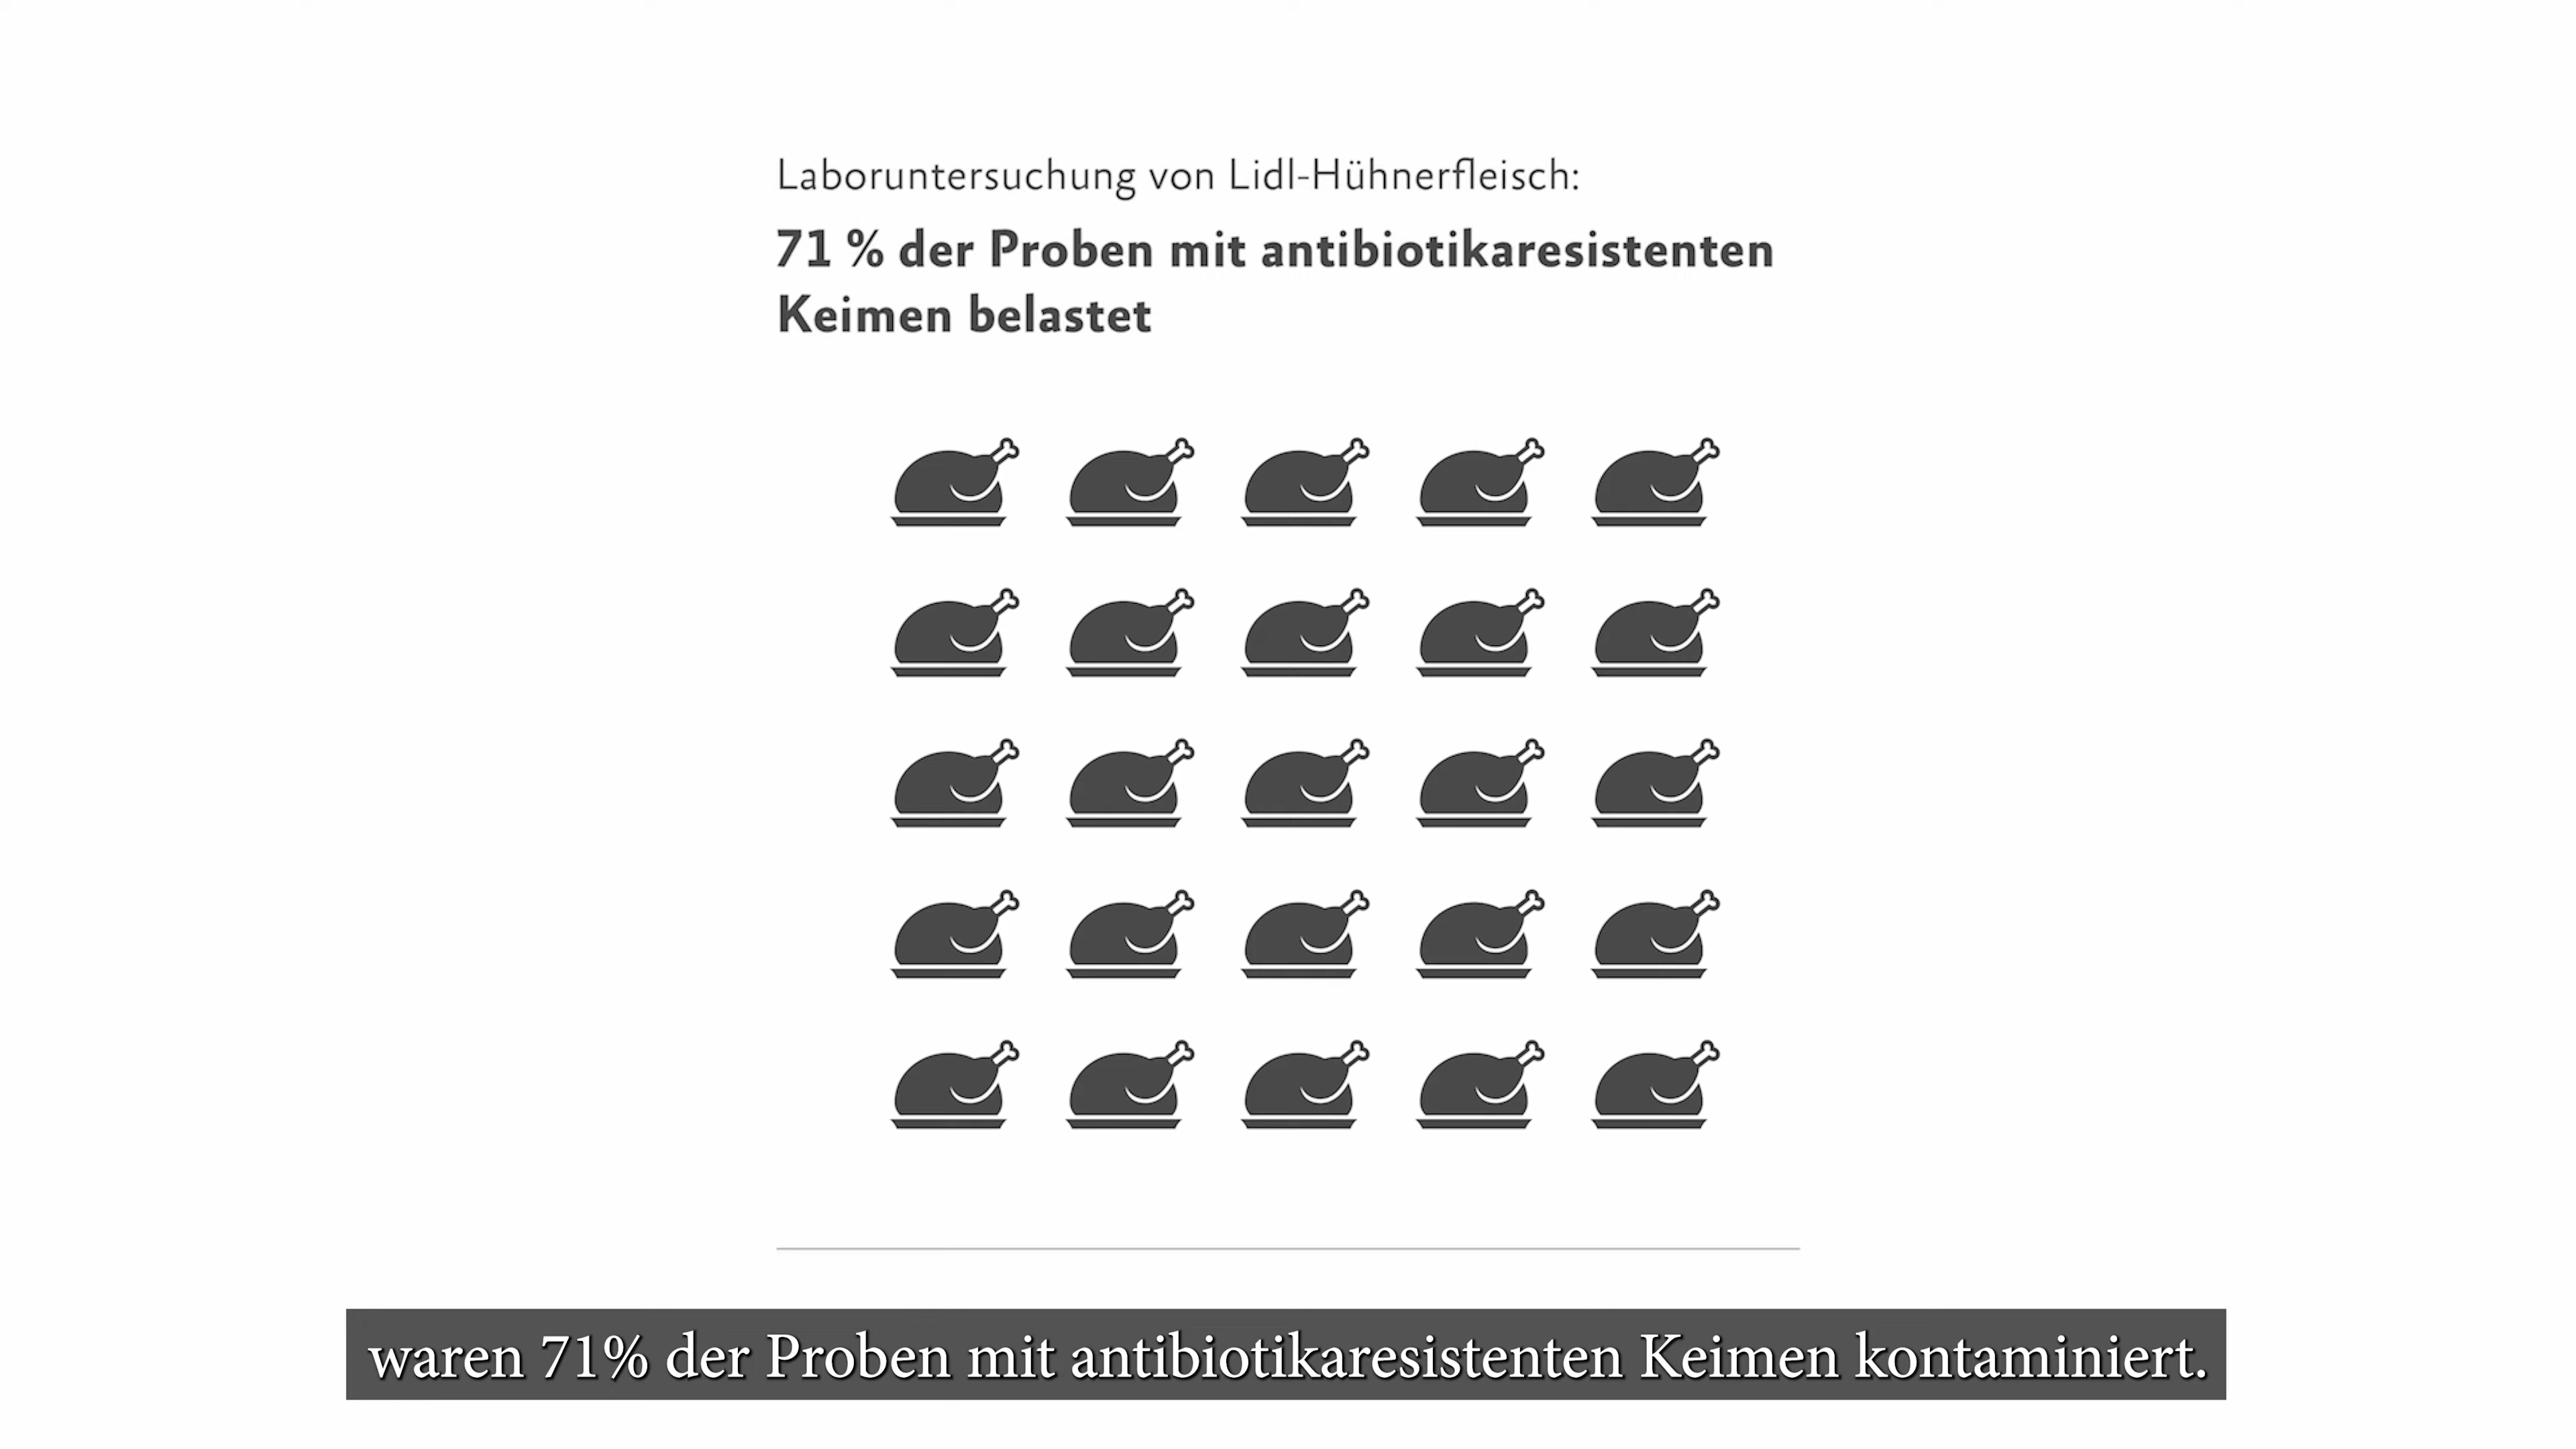 Laboruntersuchung von Lidl-Hühnerfleisch:
71 % der Proben mit antibiotikaresistenten
Keimen belastet
waren 71% der Proben mit antibiotikaresistenten Keimen kontaminiert.